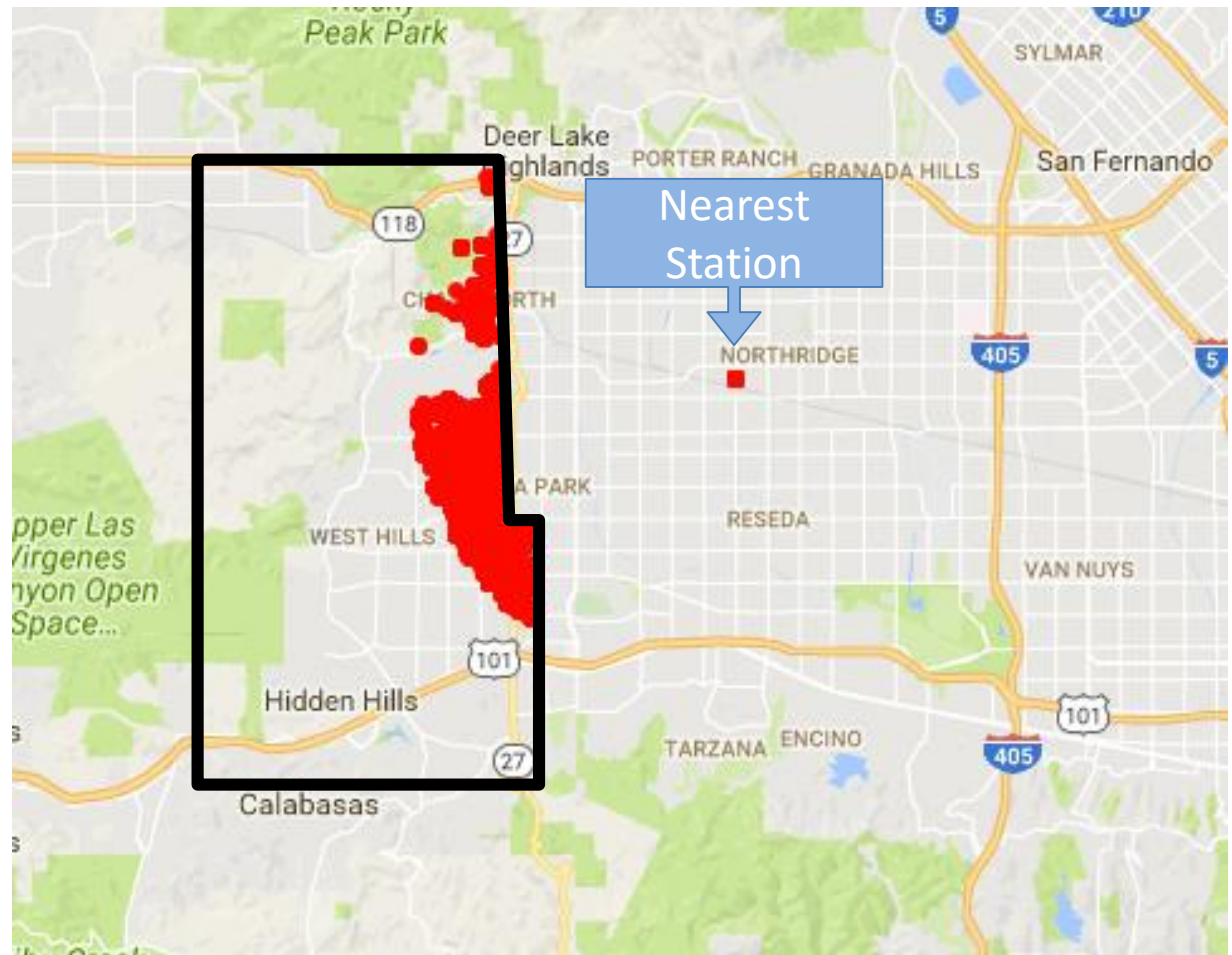 Peak Park
5
210
SYLMAR
Deer Lake
ighlands
PORTER RANCH
GRANADA HILLS
San Fernando
Nearest
Station
118
27
CH
ORTH
NORTHRIDGE
405
5
A PARK
pper Las
Virgenes
nyon Open
Space...
WEST HILLS
RESEDA
VAN NUYS
101
Hidden Hills
101
TARZANA
ENCINO
405
27
Calabasas
s
s